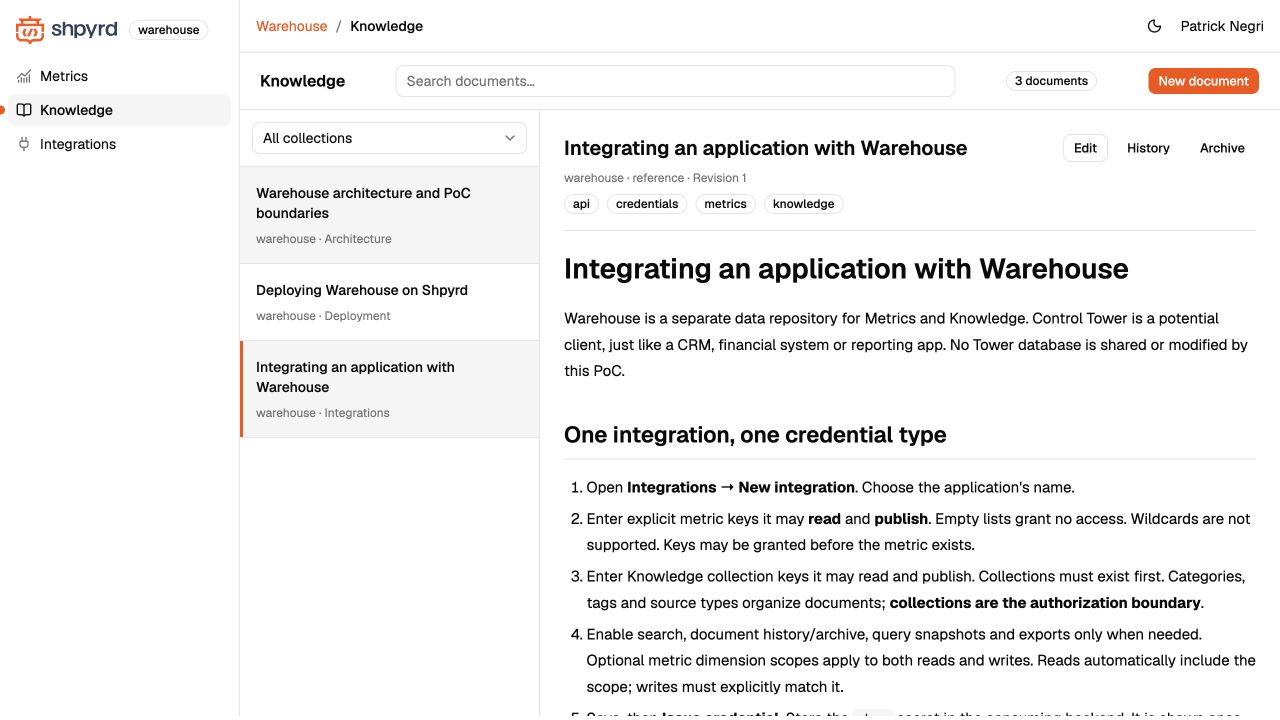 shpyrd
warehouse
Metrics
Knowledge
Integrations
Warehouse / Knowledge
Patrick Negri
Knowledge
Search documents...
3 documents
New document
All collections
Warehouse architecture and PoC
boundaries
warehouse · Architecture
Deploying Warehouse on Shpyrd
warehouse · Deployment
Integrating an application with
Warehouse
warehouse · Integrations
Integrating an application with Warehouse
Edit
History
Archive
warehouse · reference · Revision 1
api
credentials
metrics
knowledge
Integrating an application with Warehouse
Warehouse is a separate data repository for Metrics and Knowledge. Control Tower is a potential
client, just like a CRM, financial system or reporting app. No Tower database is shared or modified by
this PoC.
One integration, one credential type
1. Open Integrations → New integration. Choose the application's name.
2. Enter explicit metric keys it may read and publish. Empty lists grant no access. Wildcards are not
supported. Keys may be granted before the metric exists.
3. Enter Knowledge collection keys it may read and publish. Collections must exist first. Categories,
tags and source types organize documents; collections are the authorization boundary.
4. Enable search, document history/archive, query snapshots and exports only when needed.
Optional metric dimension scopes apply to both reads and writes. Reads automatically include the
scope; writes must explicitly match it.